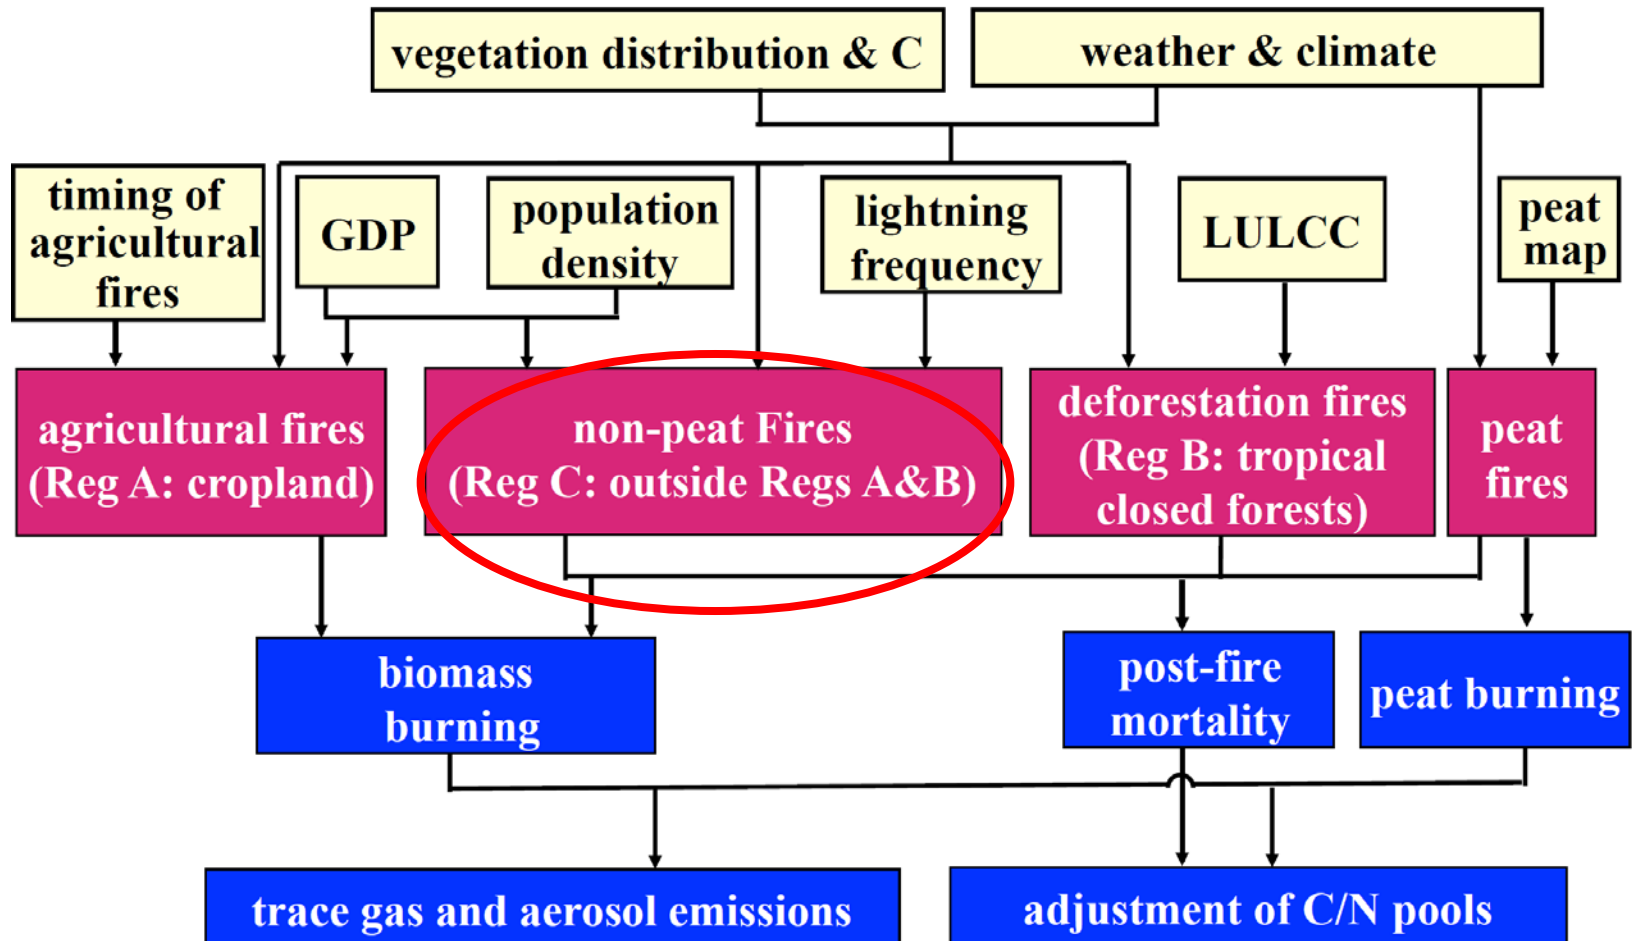 vegetation distribution & C
weather & climate
timing of
agricultural
fires
GDP
population
density
lightning
frequency
LULCC
peat
map
agricultural fires
(Reg A: cropland)
non-peat Fires
(Reg C: outside Regs A&B)
deforestation fires
(Reg B: tropical
closed forests)
peat
fires
biomass
burning
post-fire
mortality
peat burning
trace gas and aerosol emissions
adjustment of C/N pools